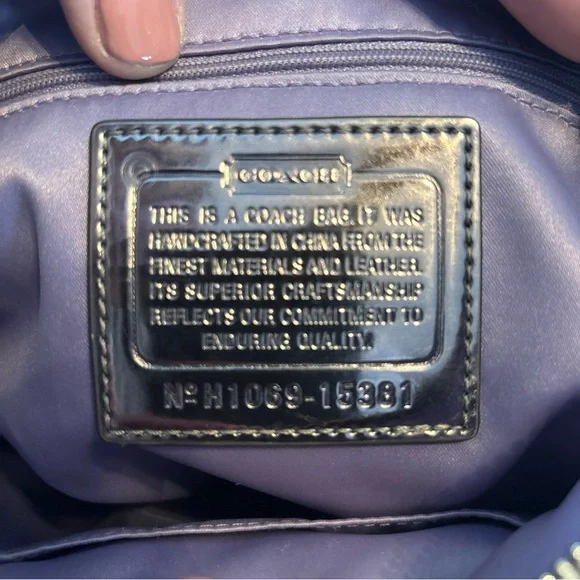 COACH
THIS IS A COACH BAG. IT WAS
HANDCRAFTED IN CHINA FROM THE
FINEST MATERIALS AND LEATHER.
ITS SUPERIOR CRAFTSMANSHIP
REFLECTS OUR COMMITMENT TO
ENDURING QUALITY.
Nº H1069-15381